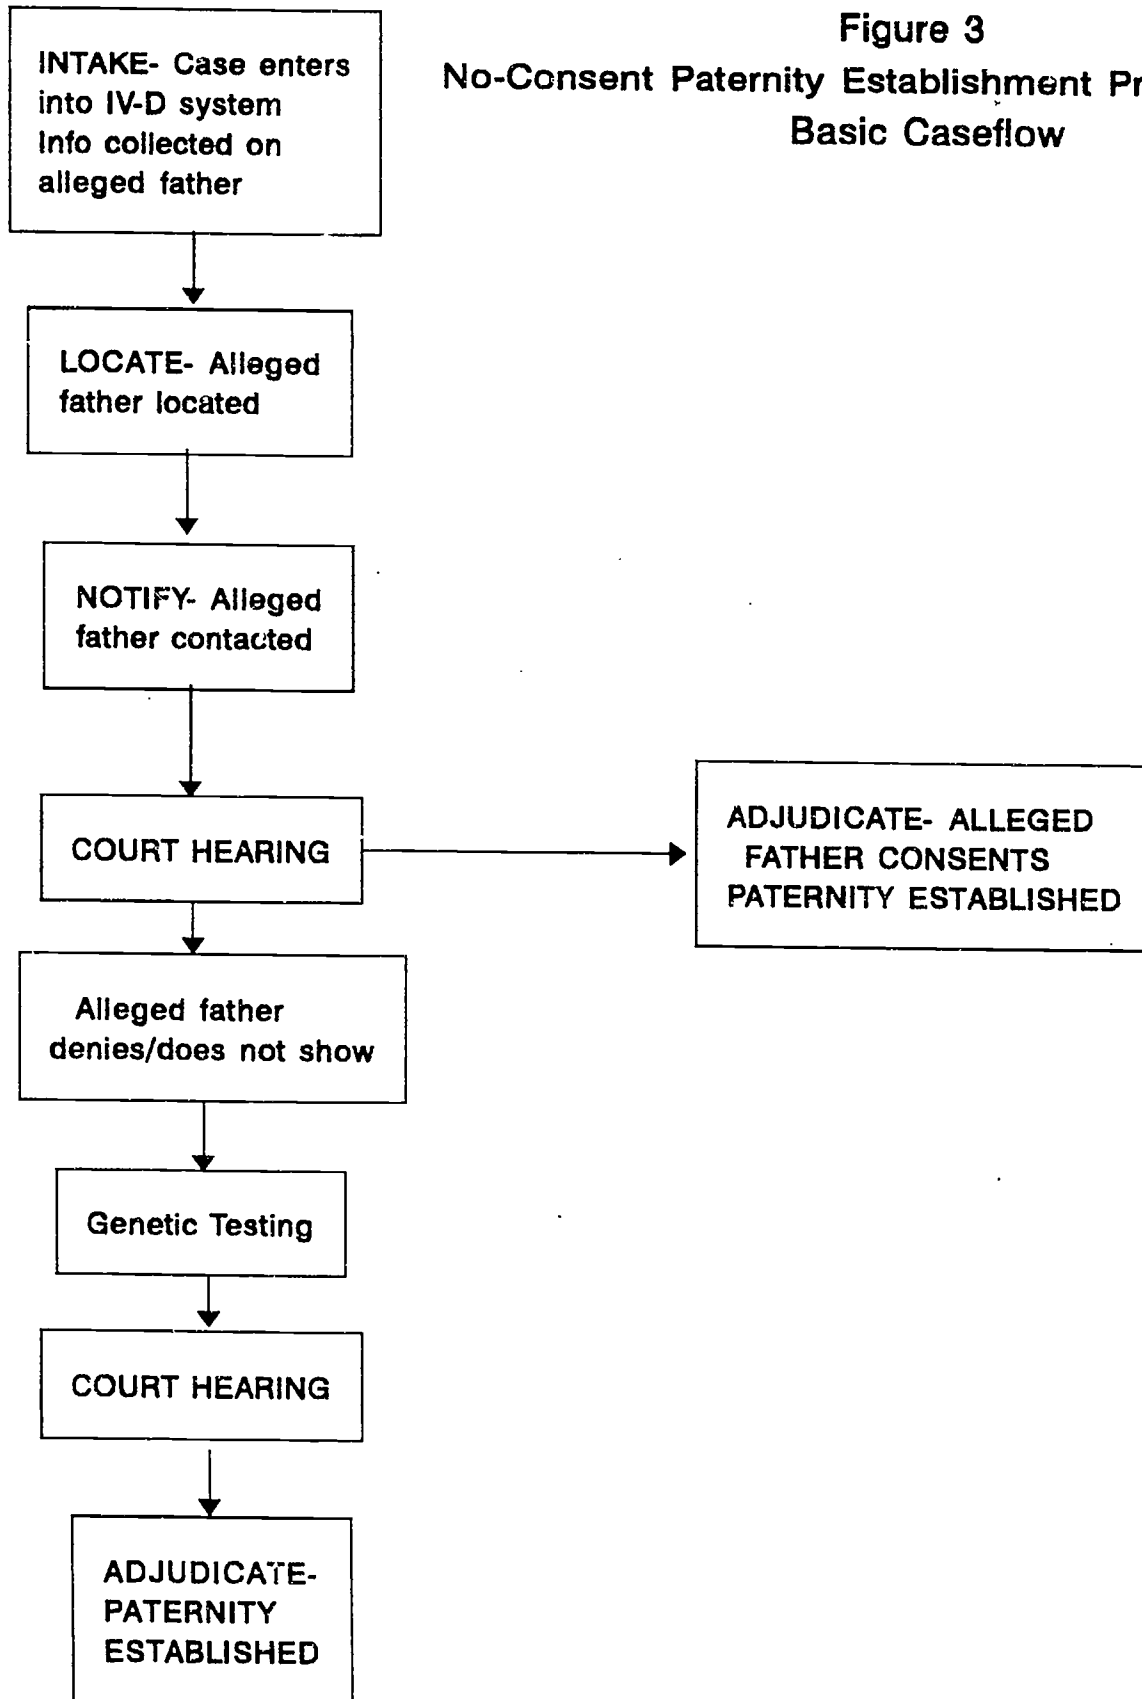 Figure 3
No-Consent Paternity Establishment Pr
Basic Caseflow
INTAKE- Case enters
into IV-D system
Info collected on
alleged father
LOCATE- Alleged
father located
NOTIFY- Alleged
father contacted
COURT HEARING
ADJUDICATE- ALLEGED
FATHER CONSENTS
PATERNITY ESTABLISHED
Alleged father
denies/does not show
Genetic Testing
COURT HEARING
ADJUDICATE-
PATERNITY
ESTABLISHED